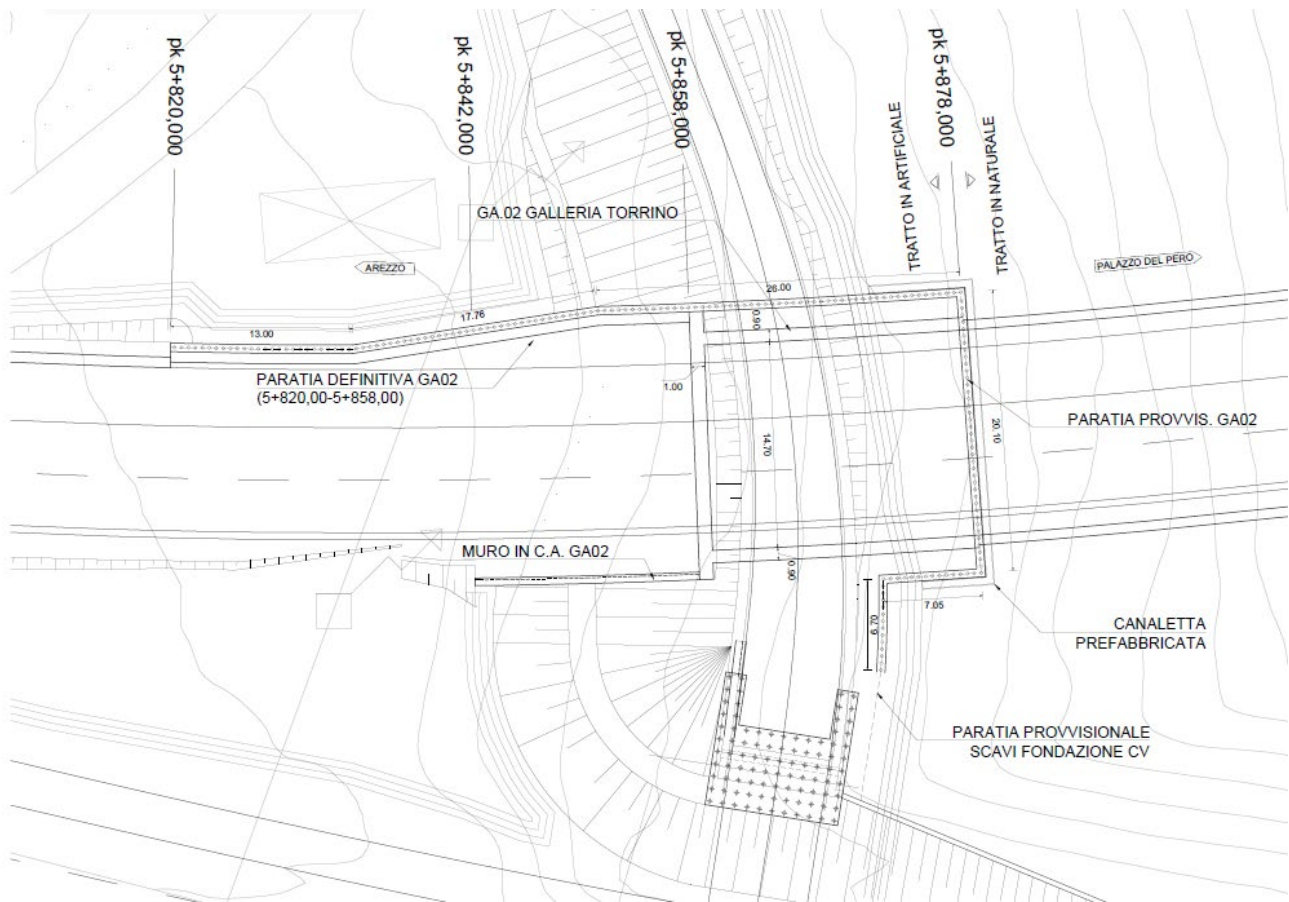 pk 5+820,000
pk 5+842,000
pk 5+858,000
pk 5+878,000
TRATTO IN ARTIFICIALE
TRATTO IN NATURALE
GA.02 GALLERIA TORRINO
AREZZO
PALAZZO DEL PERO
26.00
17.76
13.00
0.90
PARATIA DEFINITIVA GA02
(5+820,00-5+858,00)
1.00
14.70
20.10
PARATIA PROVVIS. GA02
MURO IN C.A. GA02
0.90
7.05
6.70
CANALETTA
PREFABBRICATA
PARATIA PROVVISIONALE
SCAVI FONDAZIONE CV